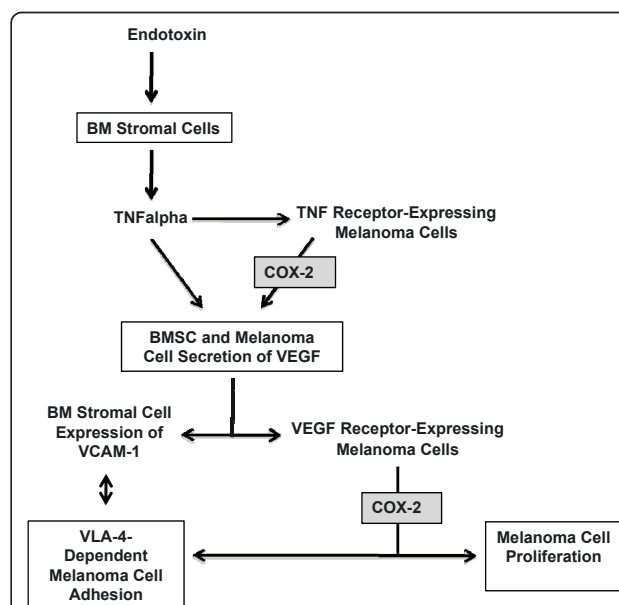 Endotoxin
BM Stromal Cells
TNFalpha
TNF Receptor-Expressing
Melanoma Cells
COX-2
BMSC and Melanoma
Cell Secretion of VEGF
BM Stromal Cell
Expression of
VCAM-1
VEGF Receptor-Expressing
Melanoma Cells
COX-2
VLA-4-
Dependent
Melanoma Cell
Adhesion
Melanoma Cell
Proliferation